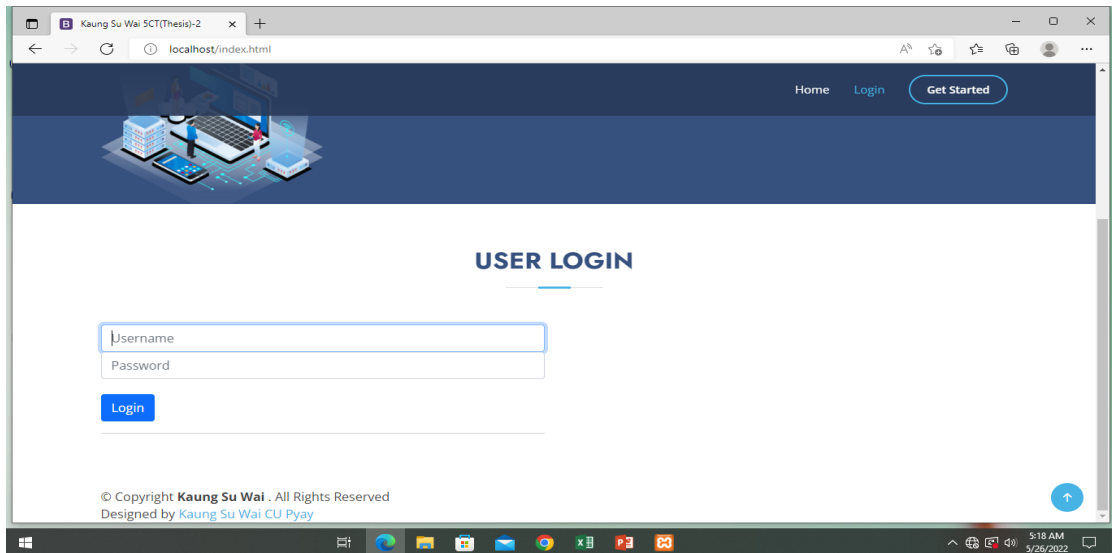 Kaung Su Wai 5CT(Thesis)-2
localhost/index.html
Home Login Get Started
USER LOGIN
Username
Password
Login
© Copyright Kaung Su Wai . All Rights Reserved
Designed by Kaung Su Wai CU Pyay
5:18 AM
5/26/2022